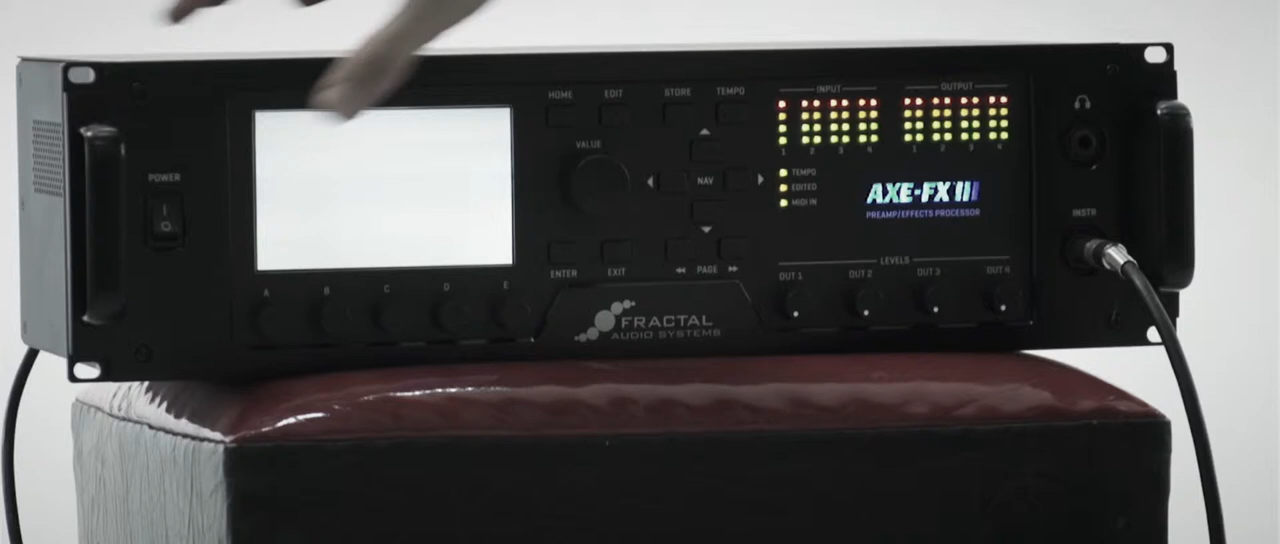 HOME EDIT STORE TEMPO
INPUT OUTPUT
1 2 3 4 1 2 3 4
VALUE
POWER
I
O
NAV
TEMPO
EDITED
MIDI IN
AXE-FX III
PREAMP/EFFECTS PROCESSOR
INSTR
ENTER EXIT PAGE
LEVELS
OUT 1 OUT 2 OUT 3 OUT 4
A B C D E
FRACTAL
AUDIO SYSTEMS